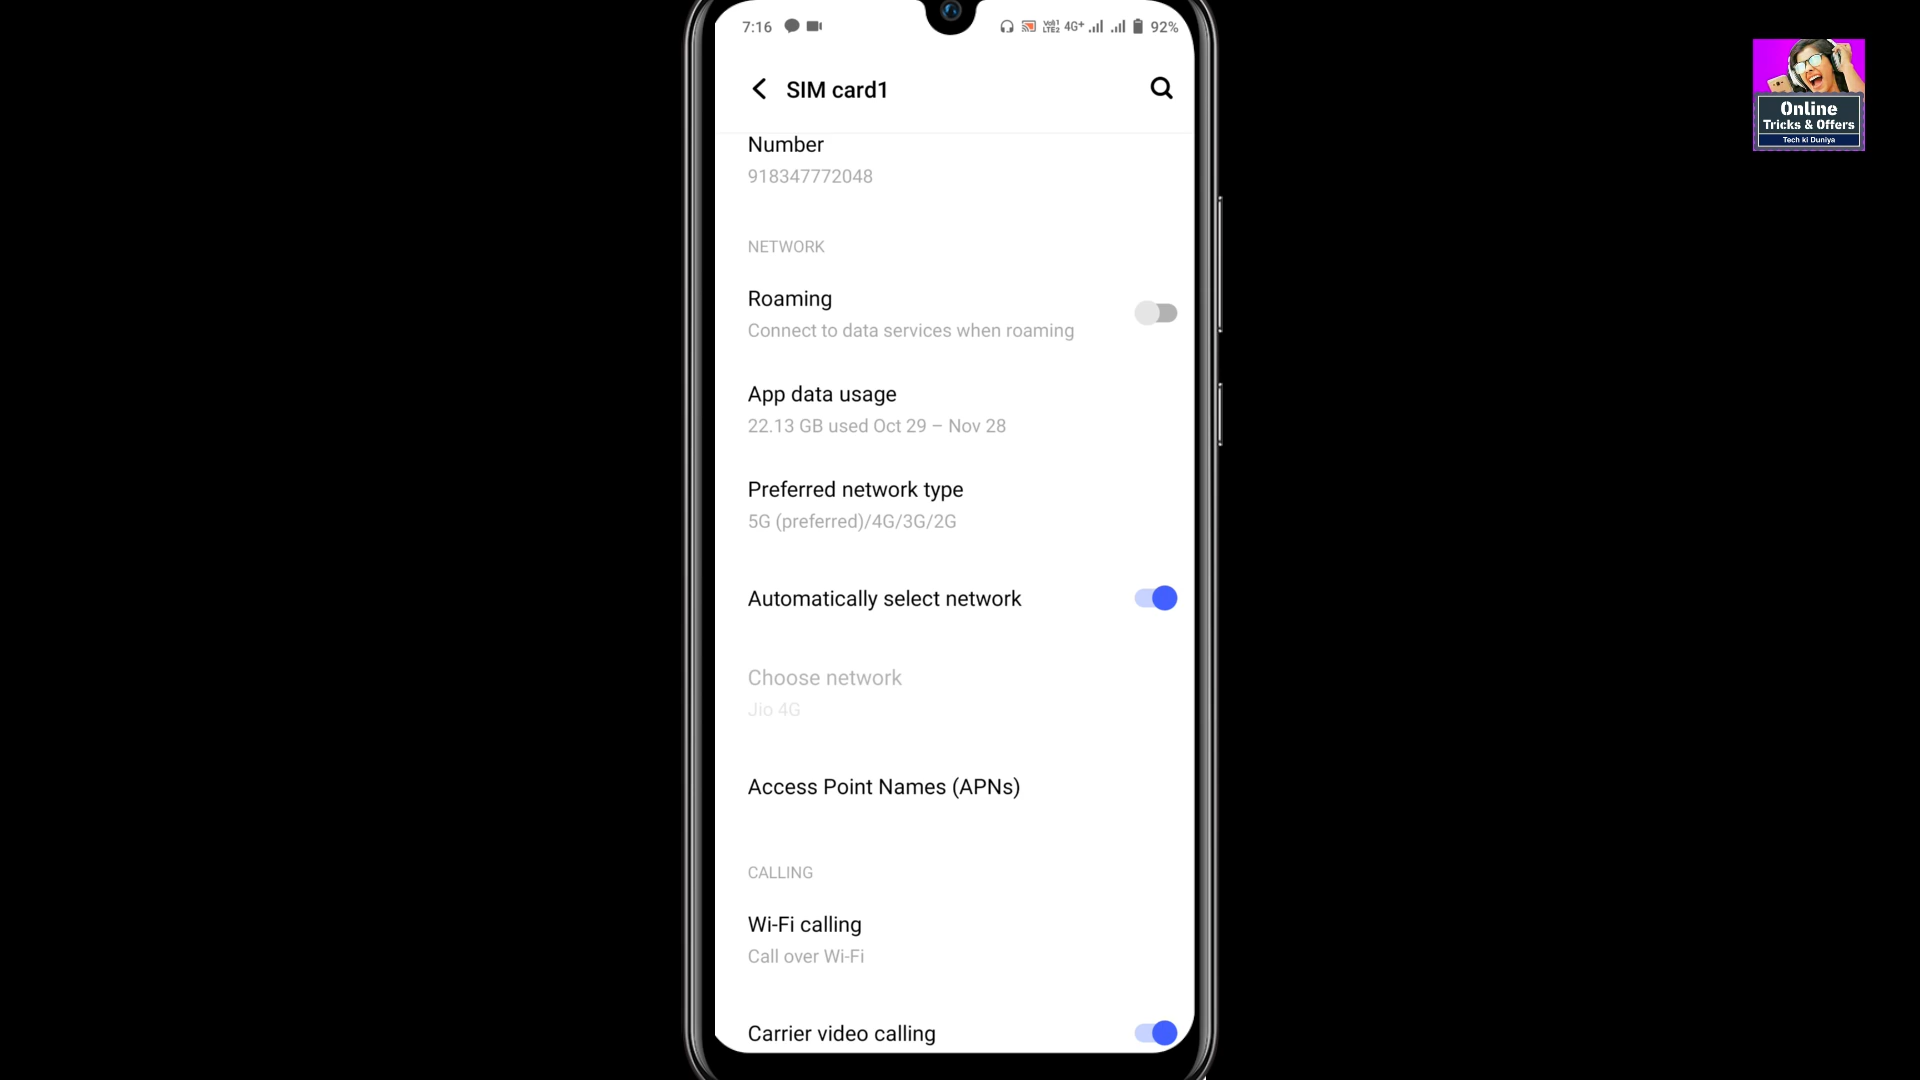 7:16
VoI1
LTE2
4G+
92%
SIM card1
Number
918347772048
NETWORK
Roaming
Connect to data services when roaming
App data usage
22.13 GB used Oct 29 – Nov 28
Preferred network type
5G (preferred)/4G/3G/2G
Automatically select network
Choose network
Jio 4G
Access Point Names (APNs)
CALLING
Wi-Fi calling
Call over Wi-Fi
Carrier video calling
Online
Tricks & Offers
Tech ki Duniya